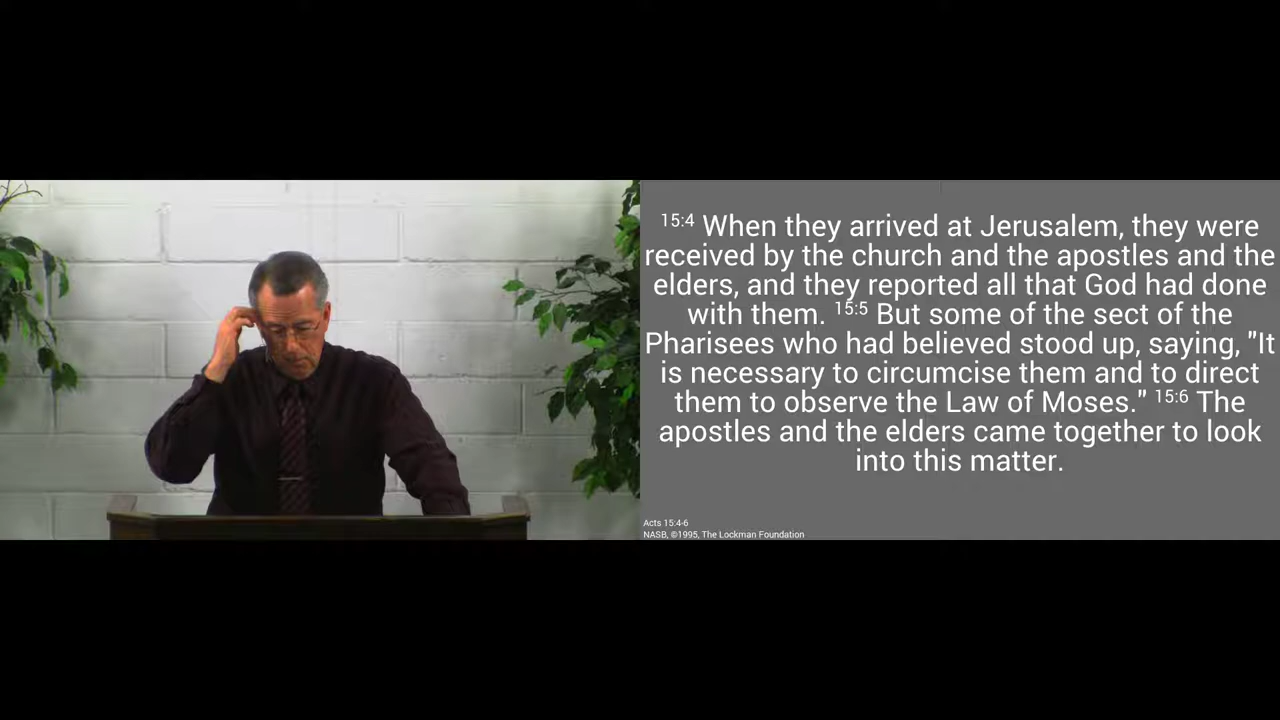 15:4 When they arrived at Jerusalem, they were
received by the church and the apostles and the
elders, and they reported all that God had done
with them. 15:5 But some of the sect of the
Pharisees who had believed stood up, saying, "It
is necessary to circumcise them and to direct
them to observe the Law of Moses." 15:6 The
apostles and the elders came together to look
into this matter.
Acts 15:4-6
NASB, ©1995, The Lockman Foundation